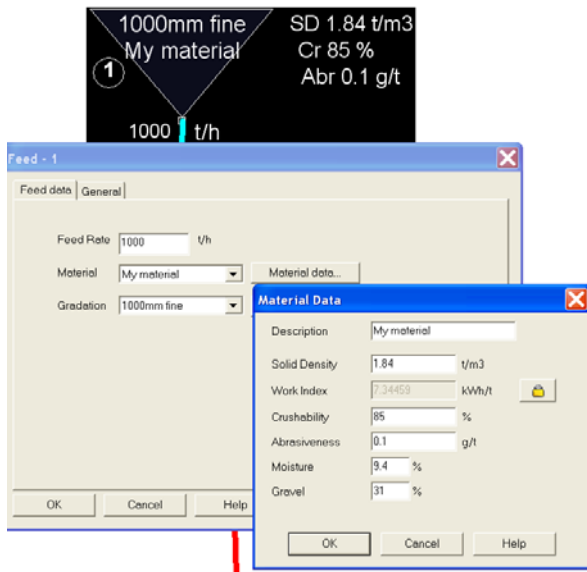 1000mm fine SD 1.84 t/m3
My material Cr 85 %
1 Abr 0.1 g/t
1000 t/h
Feed - 1
Feed data General
Feed Rate 1000 t/h
Material My material Material data...
Gradation 1000mm fine
OK Cancel Help
Material Data
Description My material
Solid Density 1.84 t/m3
Work Index 7.34459 kWh/t
Crushability 85 %
Abrasiveness 0.1 g/t
Moisture 9.4 %
Gravel 31 %
OK Cancel Help